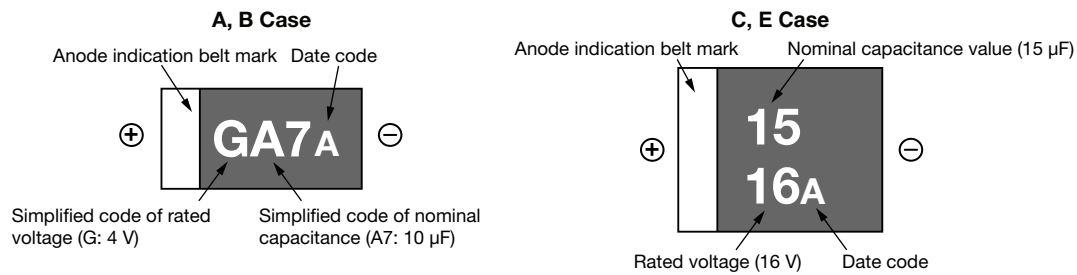 A, B Case
Anode indication belt mark Date code
GA7A
Simplified code of rated
voltage (G: 4 V)
Simplified code of nominal
capacitance (A7: 10 µF)
C, E Case
Anode indication belt mark Nominal capacitance value (15 µF)
15
16A
Rated voltage (16 V) Date code